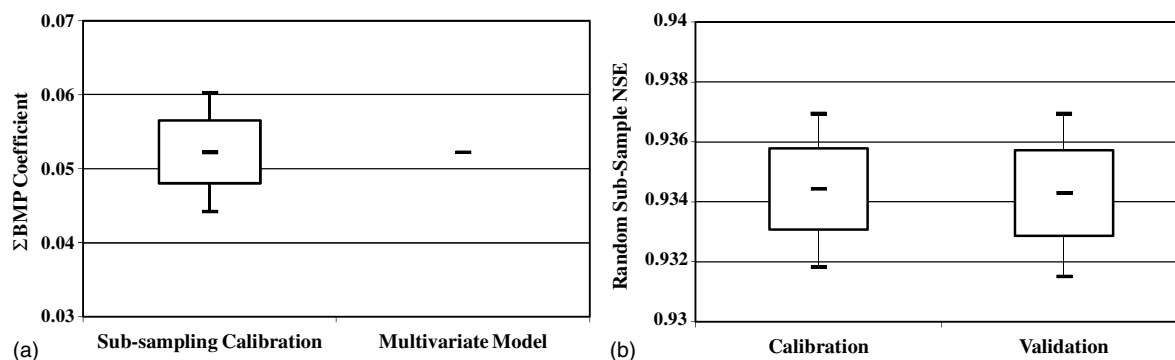 0.07
0.06
0.05
0.04
0.03
ΣBMP Coefficient
Sub-sampling Calibration
Multivariate Model
(a)
0.94
0.938
0.936
0.934
0.932
0.93
Random Sub-Sample NSE
Calibration
Validation
(b)